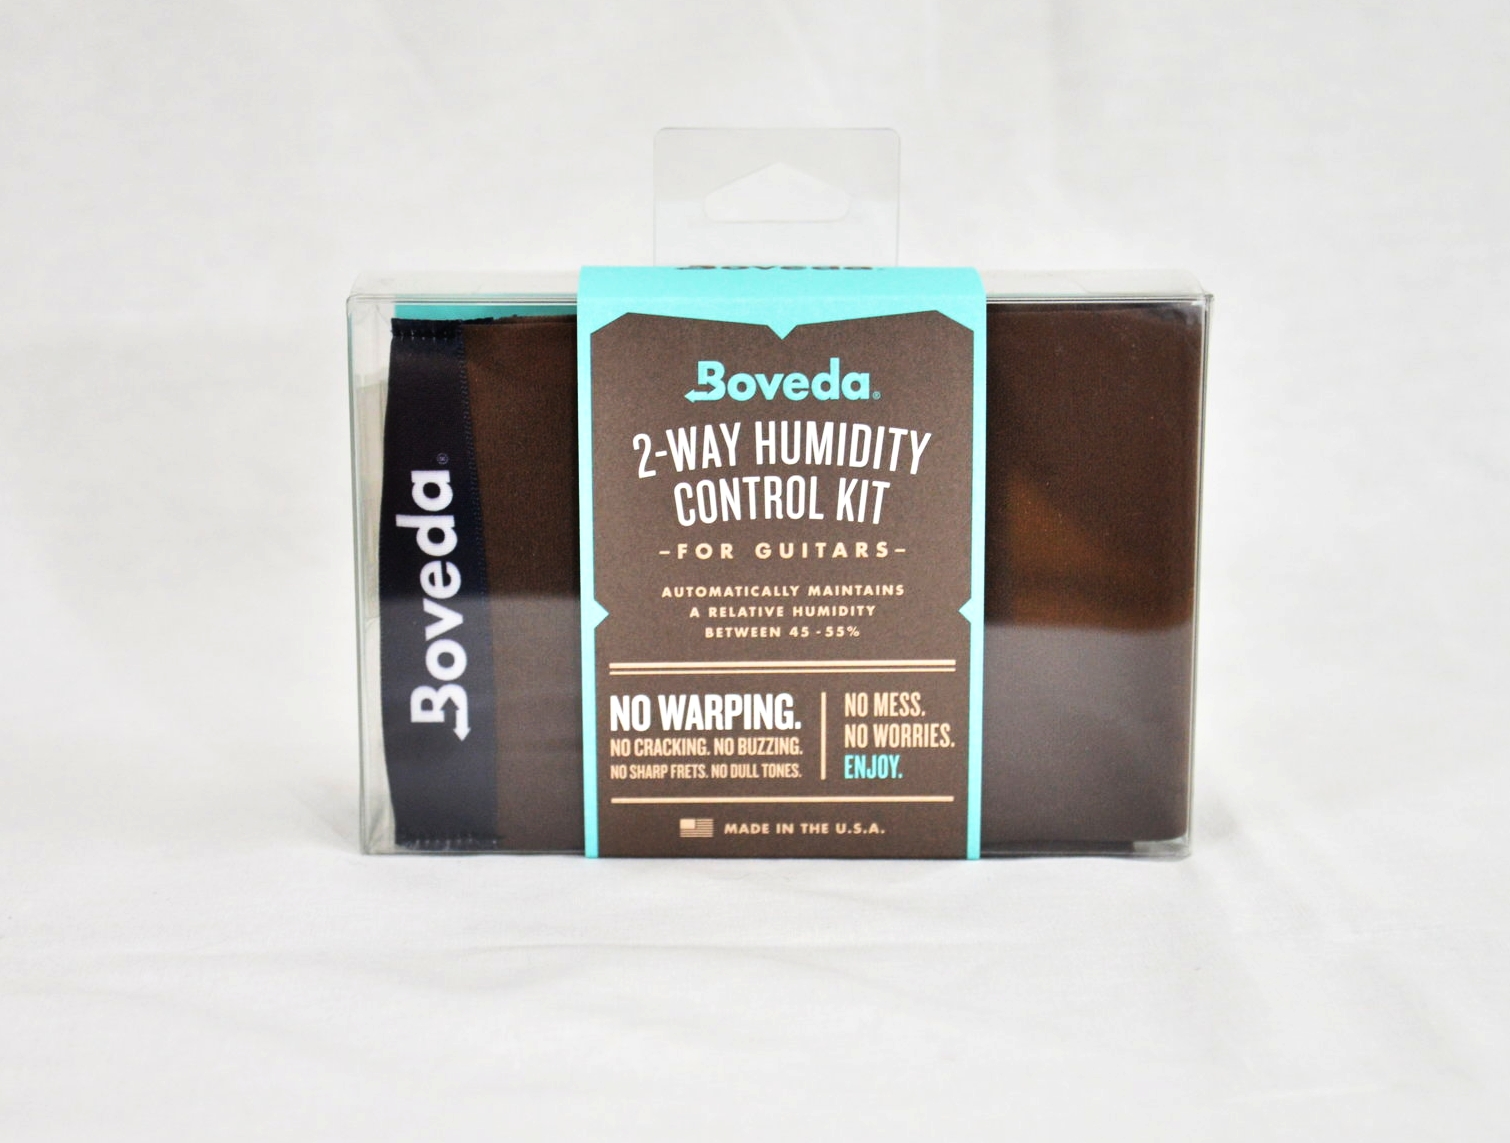 Boveda
Boveda®
Boveda®
2-WAY HUMIDITY
CONTROL KIT
-FOR GUITARS-
AUTOMATICALLY MAINTAINS
A RELATIVE HUMIDITY
BETWEEN 45-55%
NO WARPING.
NO CRACKING. NO BUZZING.
NO SHARP FRETS. NO DULL TONES.
NO MESS.
NO WORRIES.
ENJOY.
MADE IN THE U.S.A.